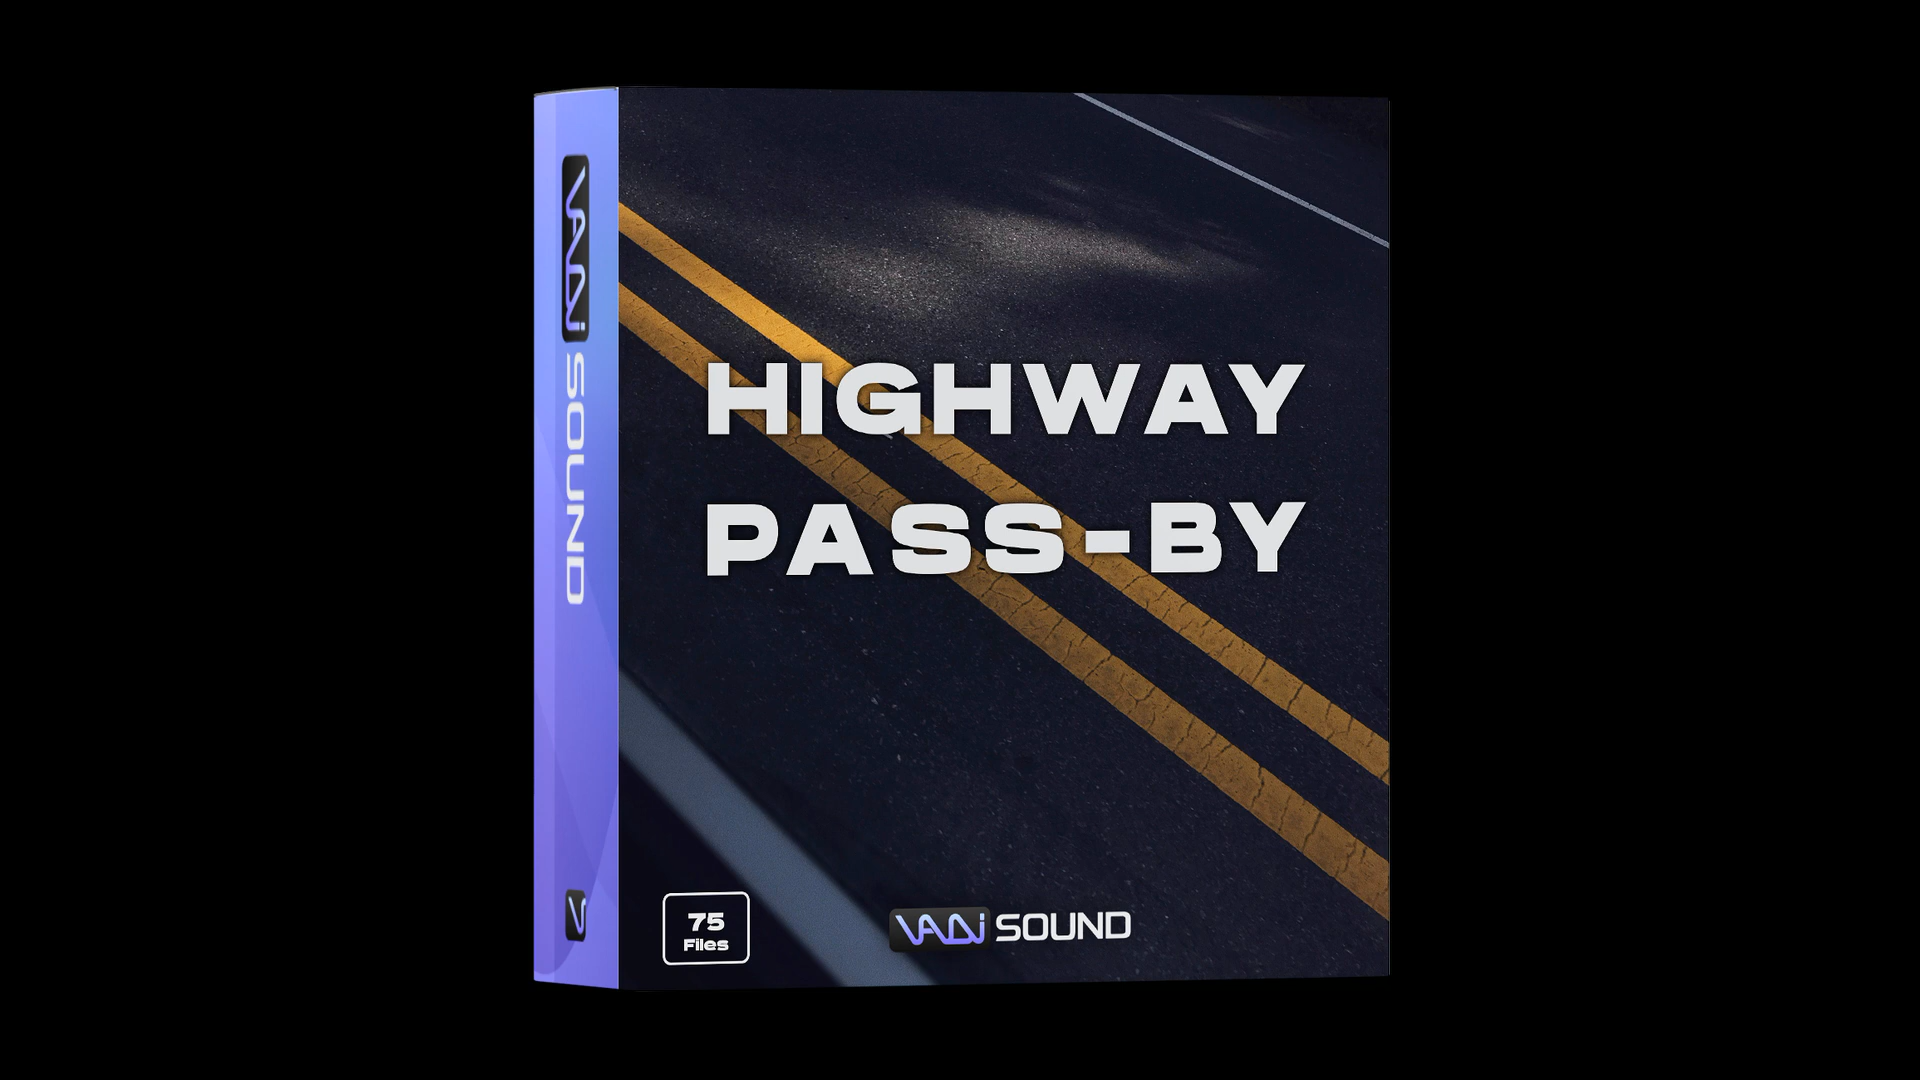 VADI SOUND
HIGHWAY
PASS-BY
75
Files
VADI SOUND